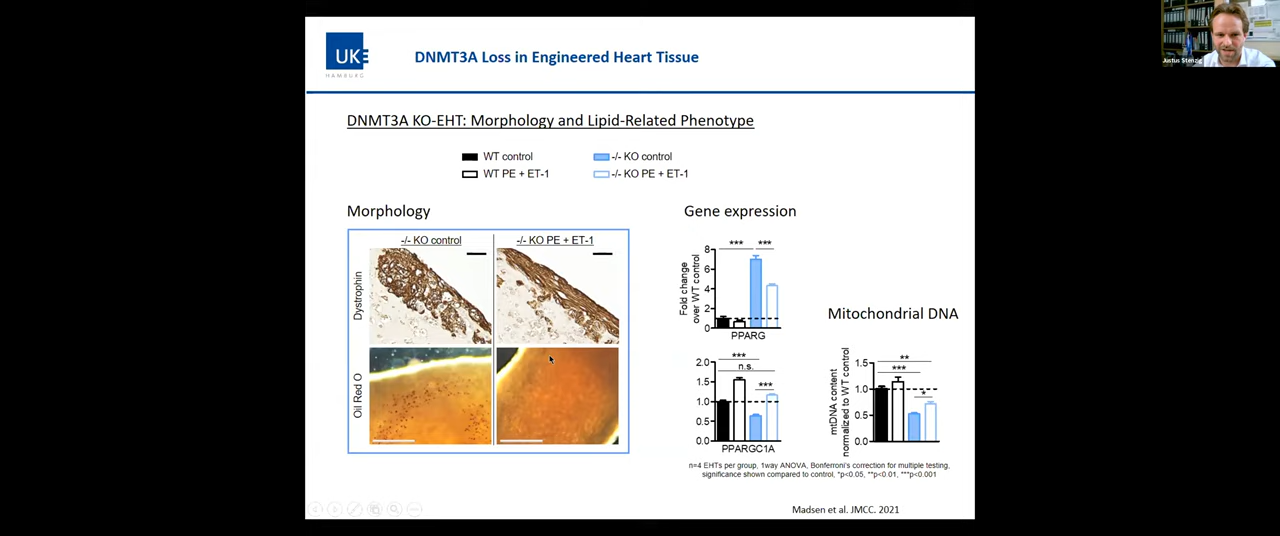 UKE
HAMBURG
DNMT3A Loss in Engineered Heart Tissue
Justus Stenzig
DNMT3A KO-EHT: Morphology and Lipid-Related Phenotype
WT control
-/- KO control
WT PE + ET-1
-/- KO PE + ET-1
Morphology
Gene expression
-/- KO control
-/- KO PE + ET-1
Dystrophin
Oil Red O
Fold change
over WT control
8
6
4
2
0
*** ***
PPARG
2.0
1.5
1.0
0.5
0.0
***
n.s.
***
PPARGC1A
Mitochondrial DNA
mtDNA content
normalized to WT control
1.5
1.0
0.5
0.0
**
***
*
n=4 EHTs per group, 1way ANOVA, Bonferroni's correction for multiple testing,
significance shown compared to control, *p<0.05, **p<0.01, ***p<0.001
Madsen et al. JMCC. 2021